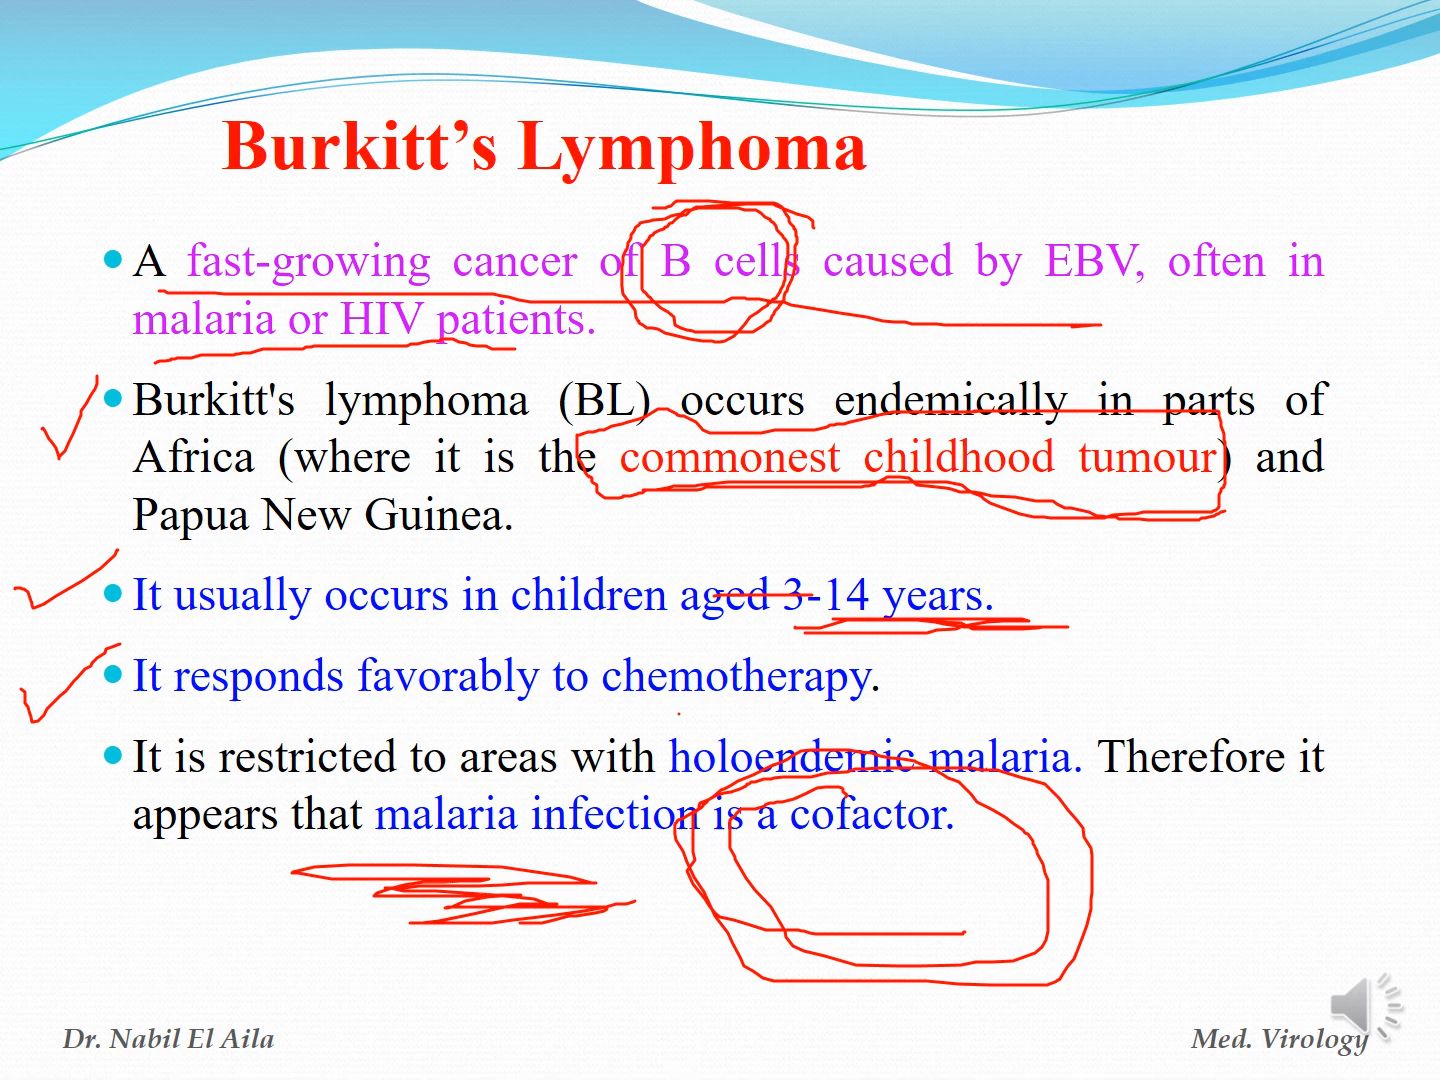 Burkitt’s Lymphoma
A fast-growing cancer of B cells caused by EBV, often in
malaria or HIV patients.
Burkitt's lymphoma (BL) occurs endemically in parts of
Africa (where it is the commonest childhood tumour) and
Papua New Guinea.
It usually occurs in children aged 3-14 years.
It responds favorably to chemotherapy.
It is restricted to areas with holoendemic malaria. Therefore it
appears that malaria infection is a cofactor.
Dr. Nabil El Aila
Med. Virology